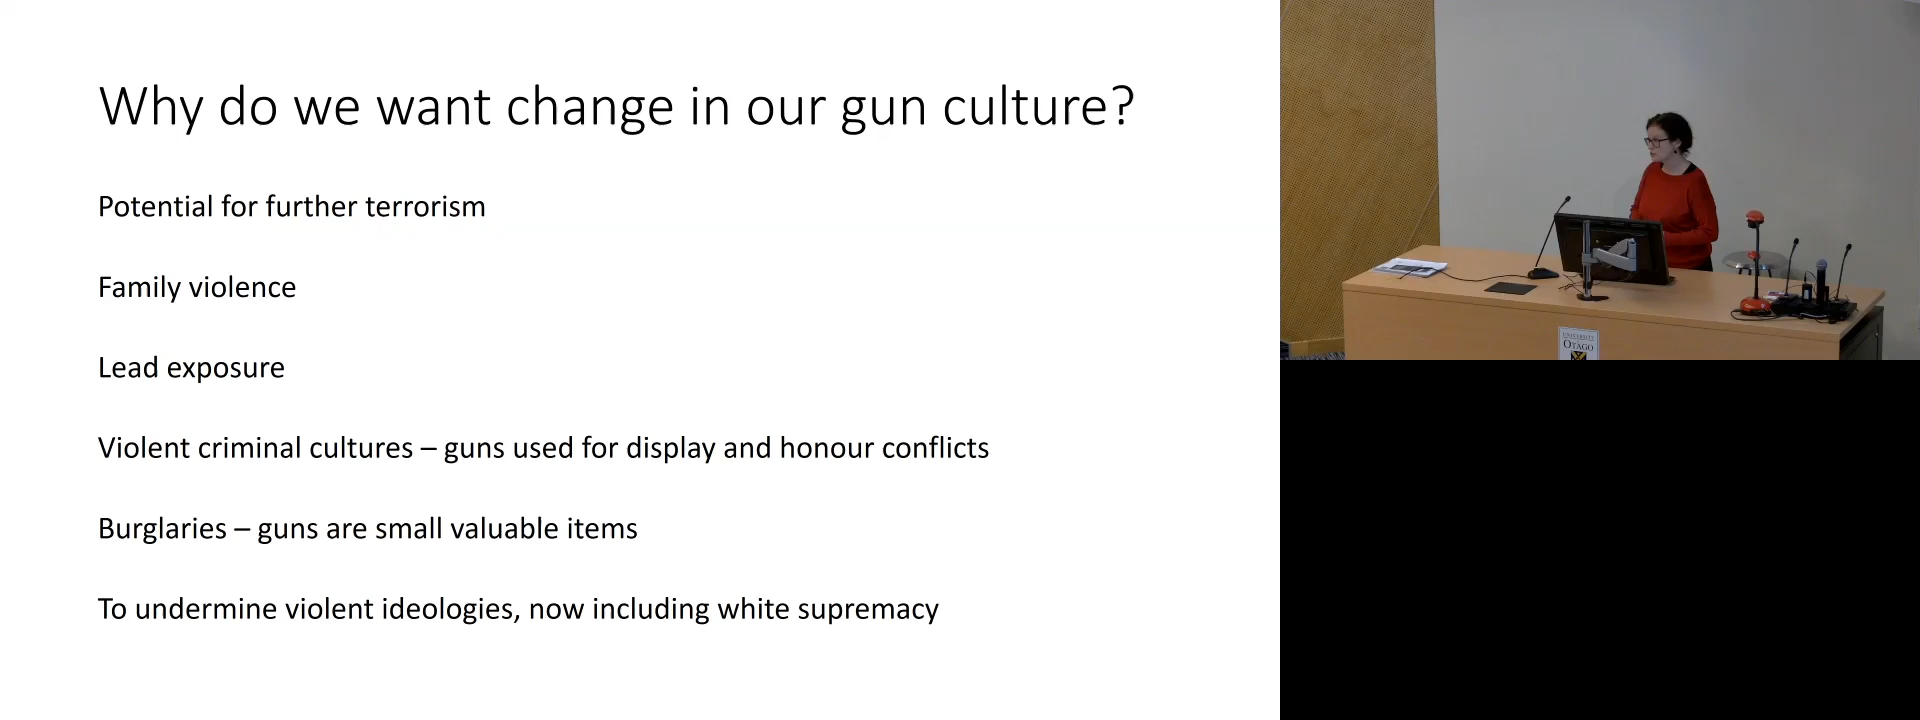 Why do we want change in our gun culture?
Potential for further terrorism
Family violence
Lead exposure
Violent criminal cultures – guns used for display and honour conflicts
Burglaries – guns are small valuable items
To undermine violent ideologies, now including white supremacy
UNIVERSITY
OTAGO